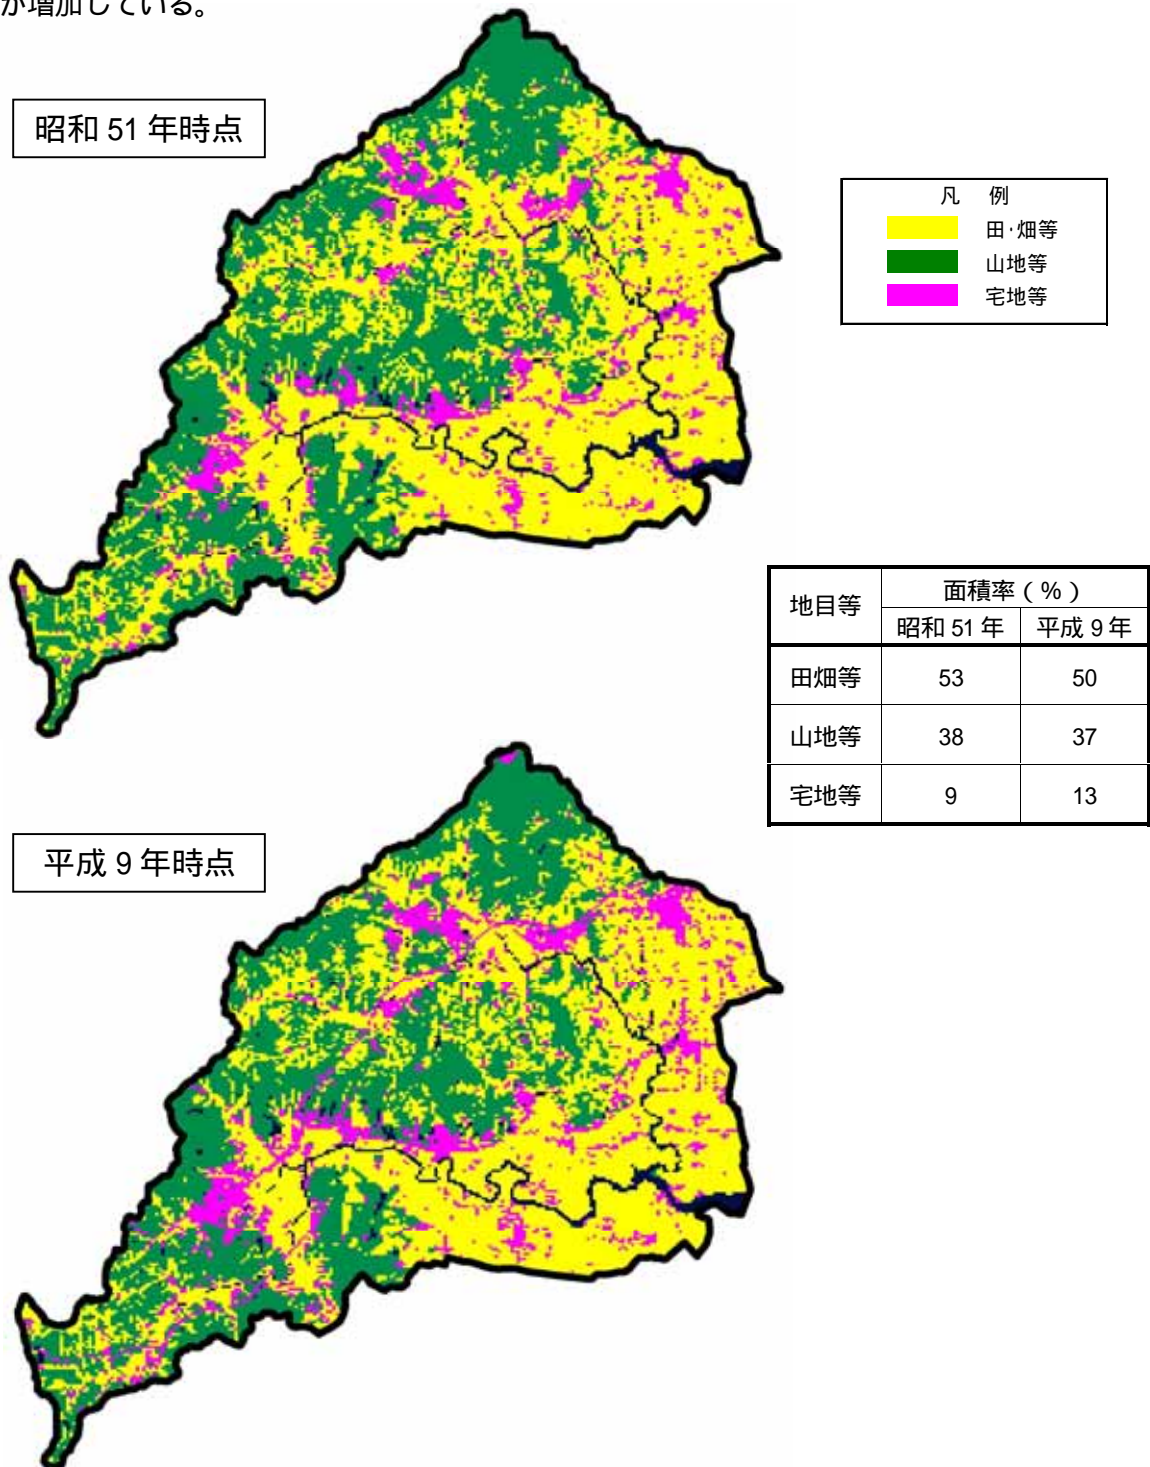 が増加している。
昭和 51 年時点
凡 例
田・畑等
山地等
宅地等
地目等 面積率（％）
昭和 51 年 平成 9 年
田畑等 53 50
山地等 38 37
宅地等 9 13
平成 9 年時点